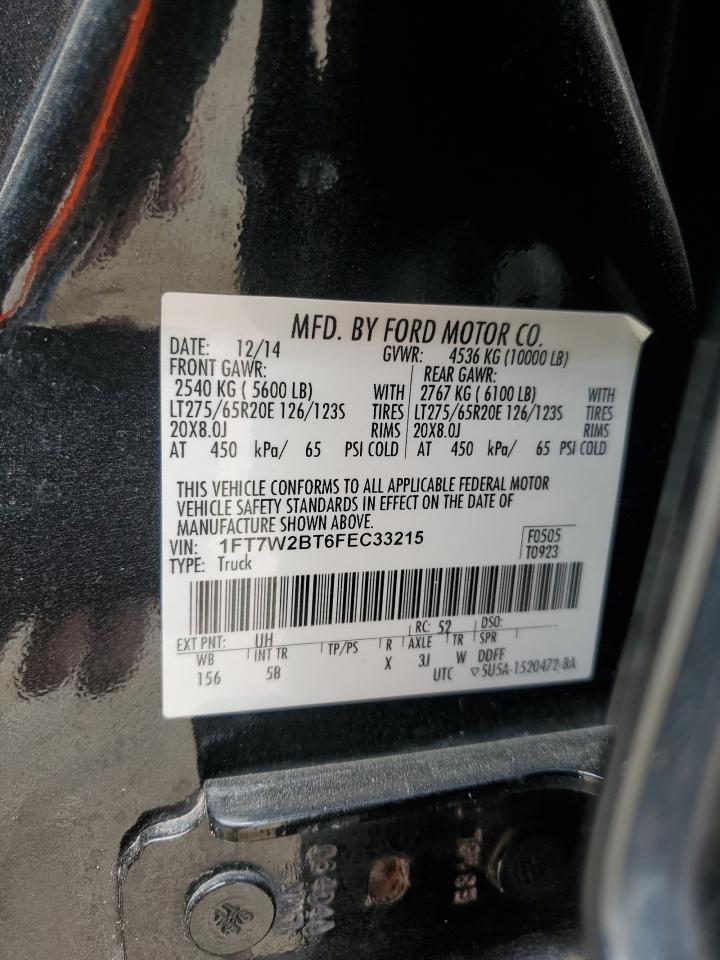 MFD. BY FORD MOTOR CO.
DATE: 12/14 GVWR: 4536 KG (10000 LB)
FRONT GAWR: REAR GAWR:
2540 KG ( 5600 LB) WITH 2767 KG ( 6100 LB) WITH
LT275/65R20E 126/123S TIRES LT275/65R20E 126/123S TIRES
20X8.0J RIMS 20X8.0J RIMS
AT 450 kPa/ 65 PSI COLD AT 450 kPa/ 65 PSI COLD
THIS VEHICLE CONFORMS TO ALL APPLICABLE FEDERAL MOTOR
VEHICLE SAFETY STANDARDS IN EFFECT ON THE DATE OF
MANUFACTURE SHOWN ABOVE.
VIN: 1FT7W2BT6FEC33215 F0505
TYPE: Truck T0923
EXT PNT: UH RC: 52 DSO:
WB INT TR TP/PS R AXLE TR SPR
156 5B X 3J W DDFF
UTC ▽5U5A-1520472-BA